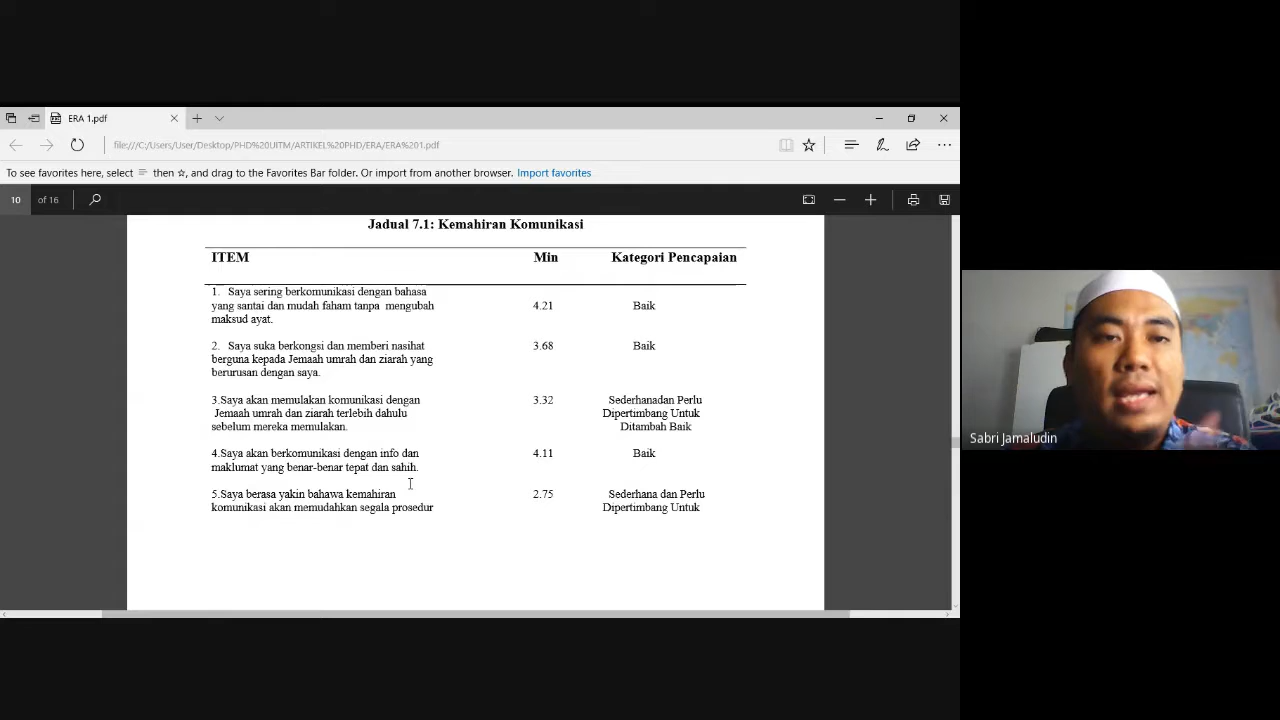 ERA 1.pdf
file:///C:/Users/User/Desktop/PHD%20UITM/ARTIKEL%20PHD/ERA/ERA%201.pdf
To see favorites here, select then ☆, and drag to the Favorites Bar folder. Or import from another browser. Import favorites
10 of 16
Jadual 7.1: Kemahiran Komunikasi
ITEM Min Kategori Pencapaian
1. Saya sering berkomunikasi dengan bahasa
yang santai dan mudah faham tanpa mengubah 4.21 Baik
maksud ayat.
2. Saya suka berkongsi dan memberi nasihat 3.68 Baik
berguna kepada Jemaah umrah dan ziarah yang
berurusan dengan saya.
3.Saya akan memulakan komunikasi dengan 3.32 Sederhanadan Perlu
Jemaah umrah dan ziarah terlebih dahulu Dipertimbang Untuk
sebelum mereka memulakan. Ditambah Baik
4.Saya akan berkomunikasi dengan info dan 4.11 Baik
maklumat yang benar-benar tepat dan sahih.
5.Saya berasa yakin bahawa kemahiran 2.75 Sederhana dan Perlu
komunikasi akan memudahkan segala prosedur Dipertimbang Untuk
Sabri Jamaludin